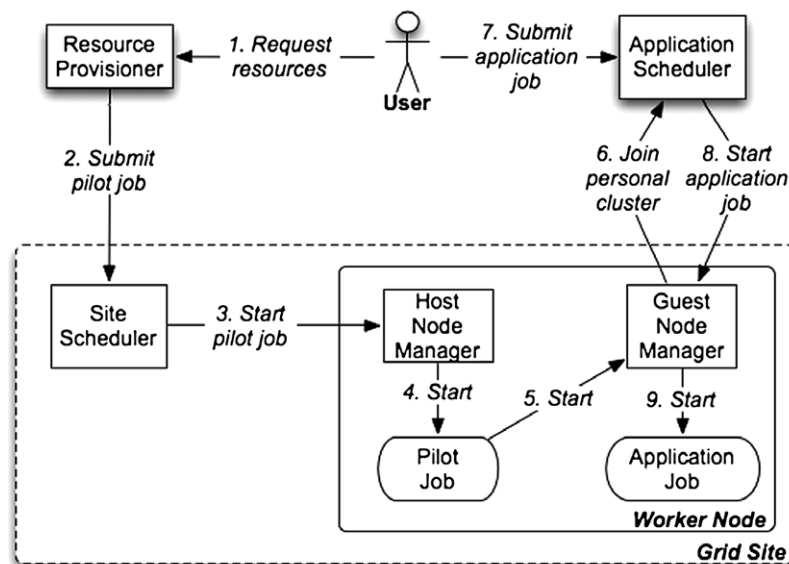 Resource
Provisioner
1. Request
resources
User
7. Submit
application
job
Application
Scheduler
2. Submit
pilot job
6. Join
personal
cluster
8. Start
application
job
Site
Scheduler
3. Start
pilot job
Host
Node
Manager
Guest
Node
Manager
4. Start
5. Start
9. Start
Pilot
Job
Application
Job
Worker Node
Grid Site